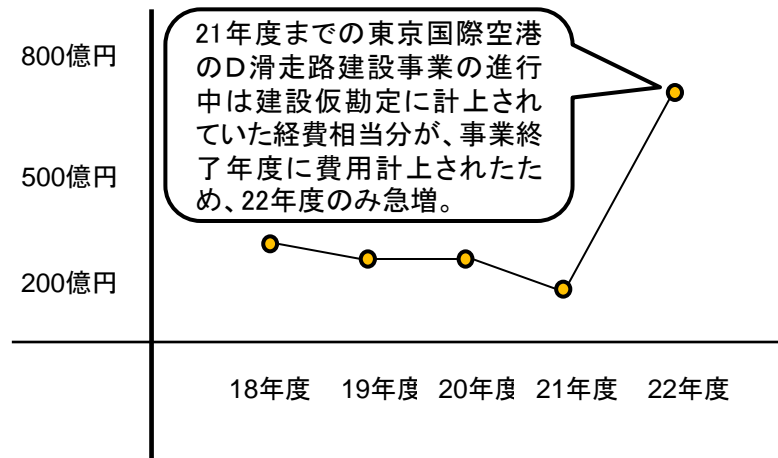 800億円
500億円
200億円
21年度までの東京国際空港
のD滑走路建設事業の進行
中は建設仮勘定に計上され
ていた経費相当分が、事業終
了年度に費用計上されたた
め、22年度のみ急増。
18年度 19年度 20年度 21年度 22年度